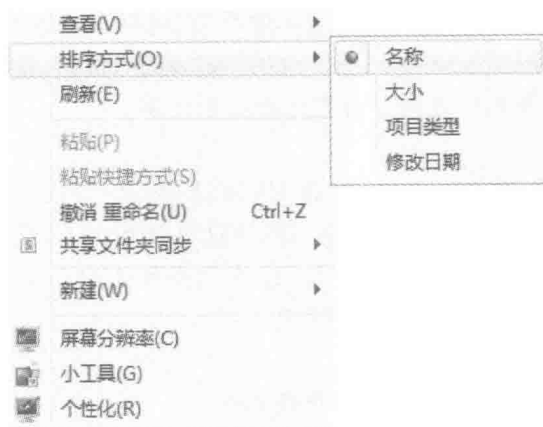 查看(V)
排序方式(O)
刷新(E)
粘贴(P)
粘贴快捷方式(S)
撤消 重命名(U) Ctrl+Z
共享文件夹同步
新建(W)
屏幕分辨率(C)
小工具(G)
个性化(R)
名称
大小
项目类型
修改日期